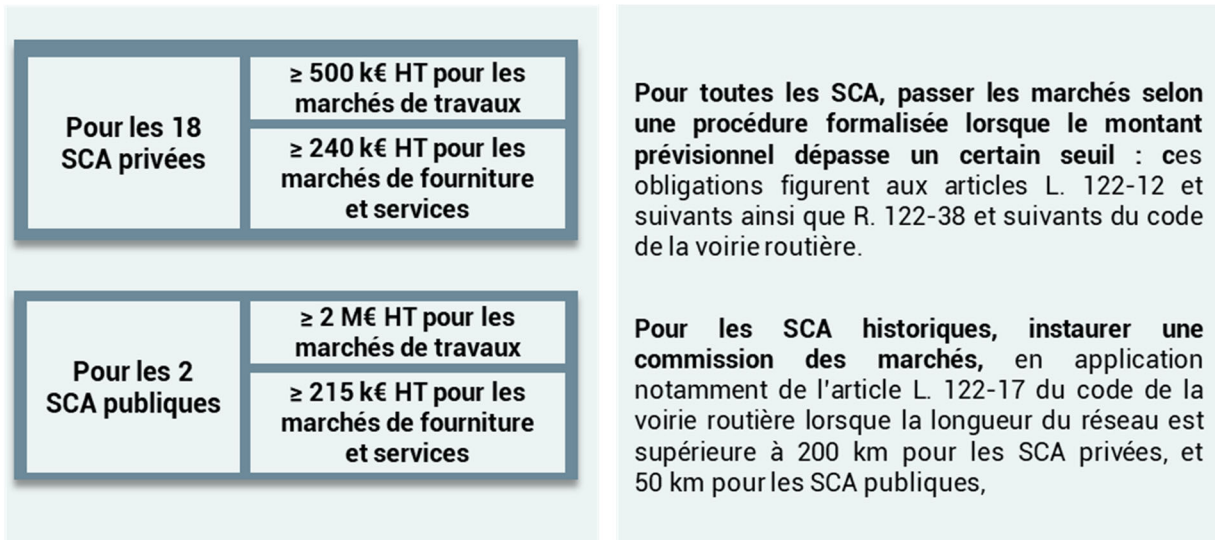 Pour les 18
SCA privées
≥ 500 k€ HT pour les
marchés de travaux
≥ 240 k€ HT pour les
marchés de fourniture
et services
Pour les 2
SCA publiques
≥ 2 M€ HT pour les
marchés de travaux
≥ 215 k€ HT pour les
marchés de fourniture
et services
Pour toutes les SCA, passer les marchés selon
une procédure formalisée lorsque le montant
prévisionnel dépasse un certain seuil : ces
obligations figurent aux articles L. 122-12 et
suivants ainsi que R. 122-38 et suivants du code
de la voirie routière.
Pour les SCA historiques, instaurer une
commission des marchés, en application
notamment de l'article L. 122-17 du code de la
voirie routière lorsque la longueur du réseau est
supérieure à 200 km pour les SCA privées, et
50 km pour les SCA publiques,